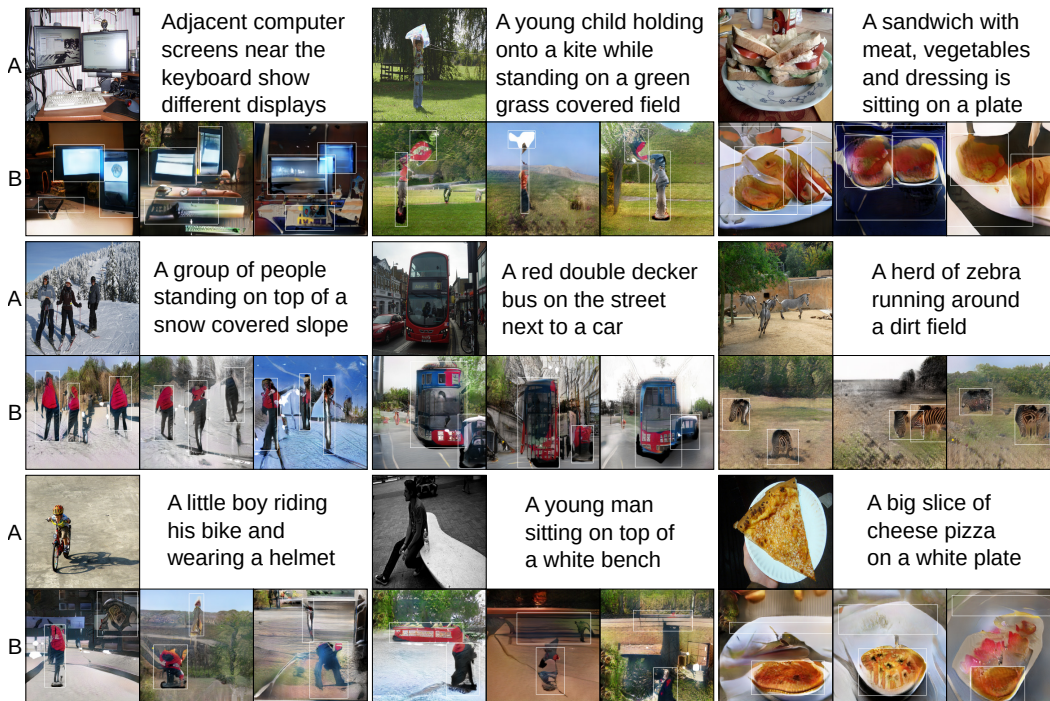 A
Adjacent computer
screens near the
keyboard show
different displays
A young child holding
onto a kite while
standing on a green
grass covered field
A sandwich with
meat, vegetables
and dressing is
sitting on a plate
B
A
A group of people
standing on top of a
snow covered slope
A red double decker
bus on the street
next to a car
A herd of zebra
running around
a dirt field
B
A
A little boy riding
his bike and
wearing a helmet
A young man
sitting on top of
a white bench
A big slice of
cheese pizza
on a white plate
B